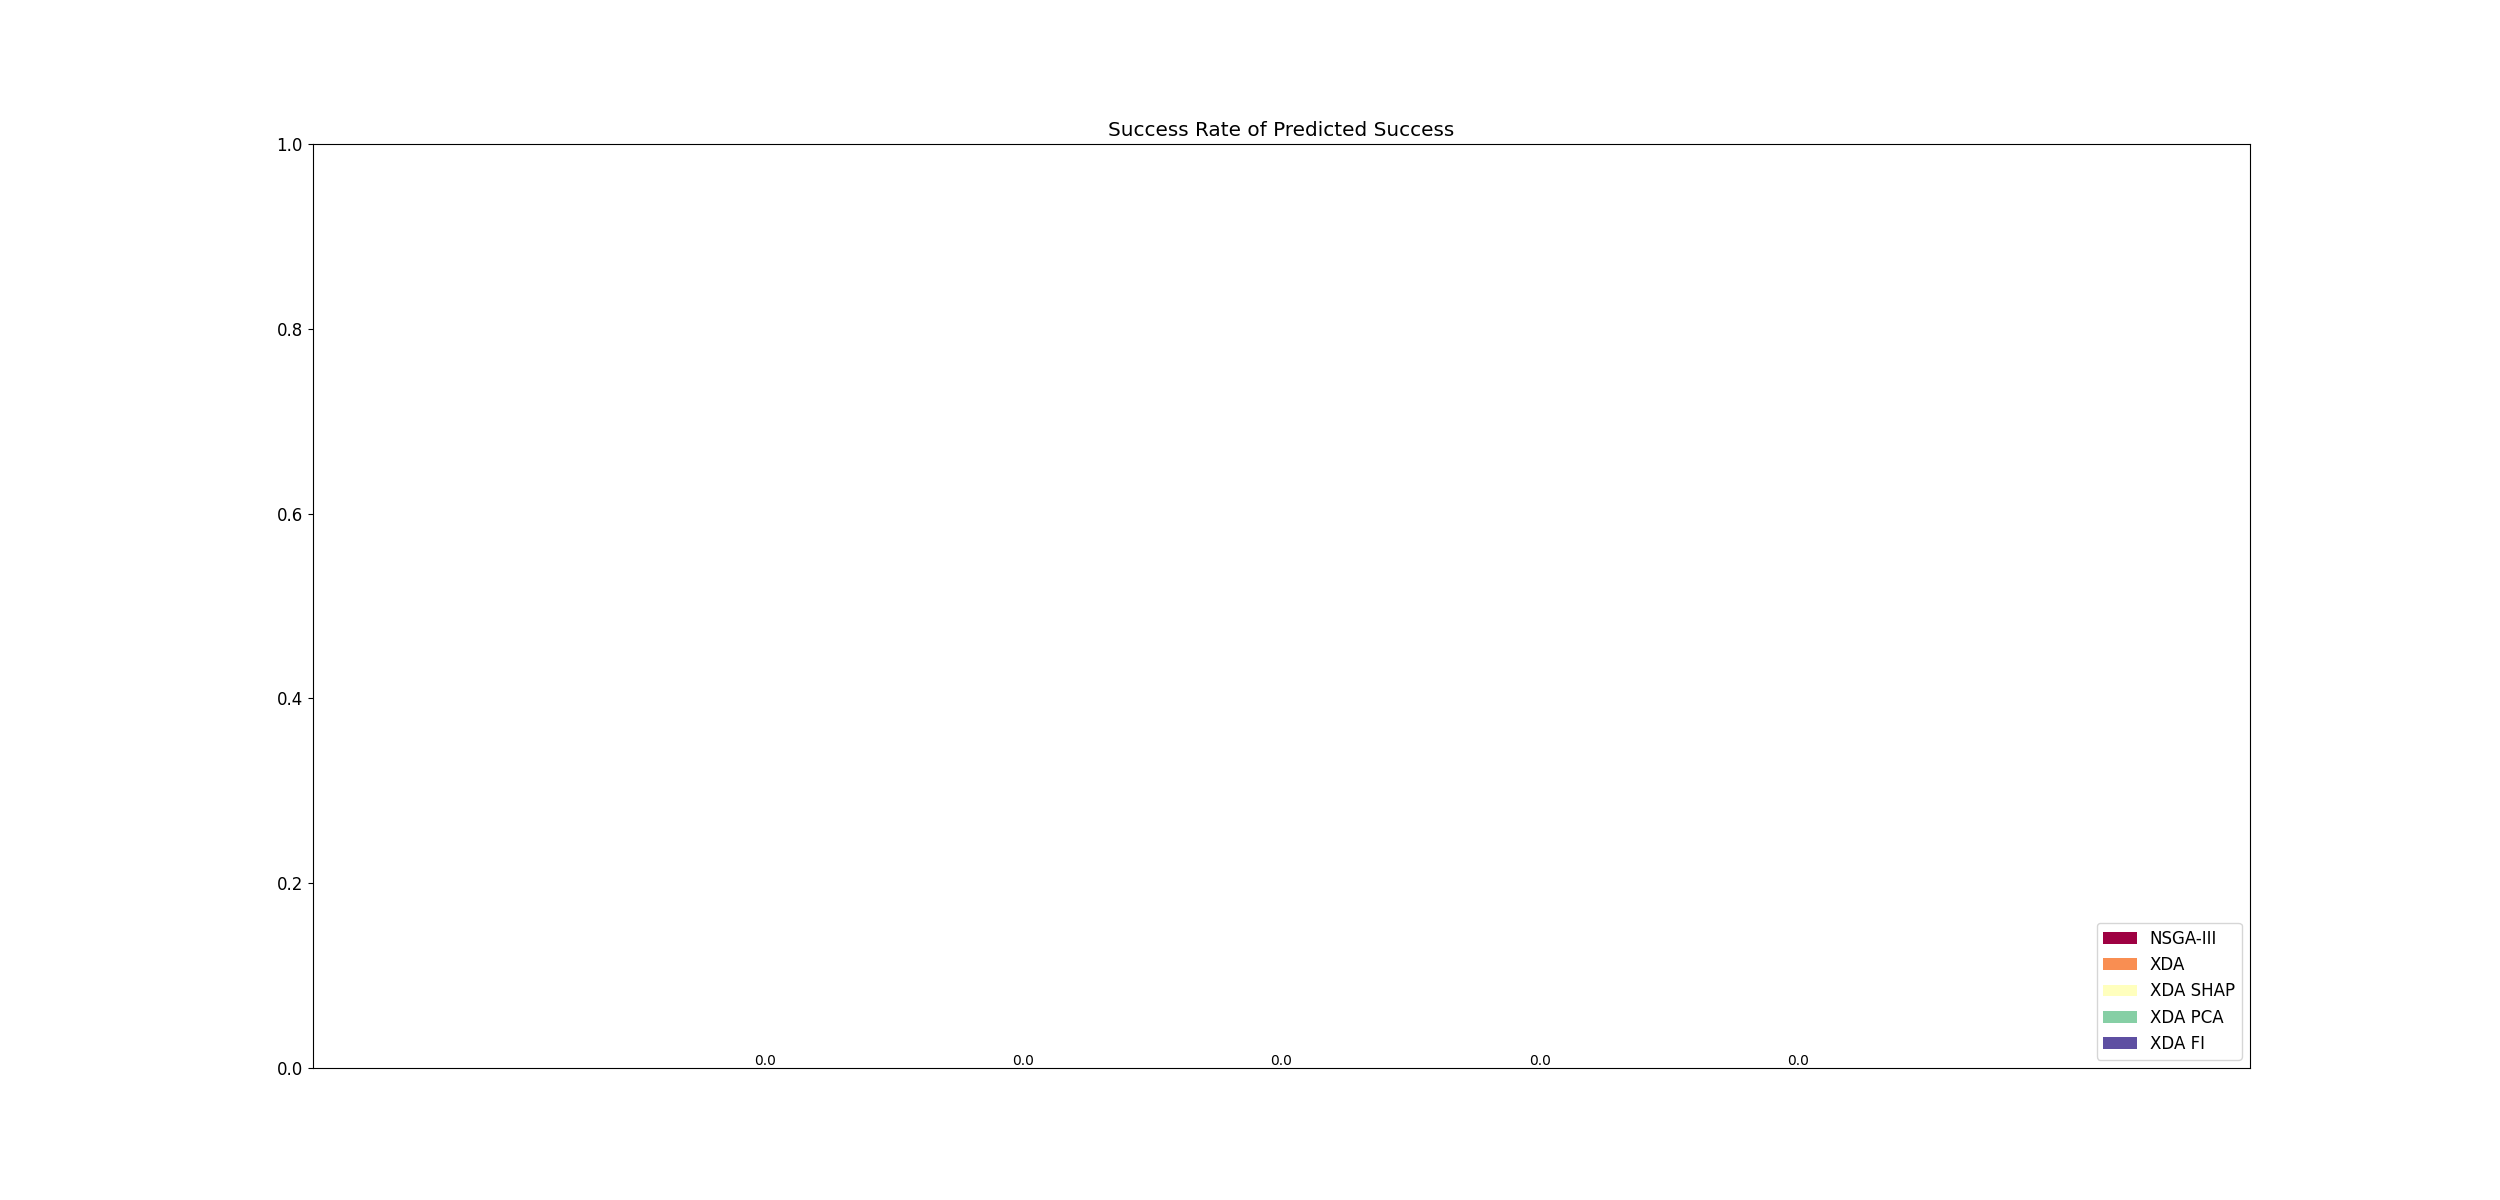 Success Rate of Predicted Success
1.0
0.8
0.6
0.4
0.2
0.0
0.0 0.0 0.0 0.0 0.0
NSGA-III
XDA
XDA SHAP
XDA PCA
XDA FI